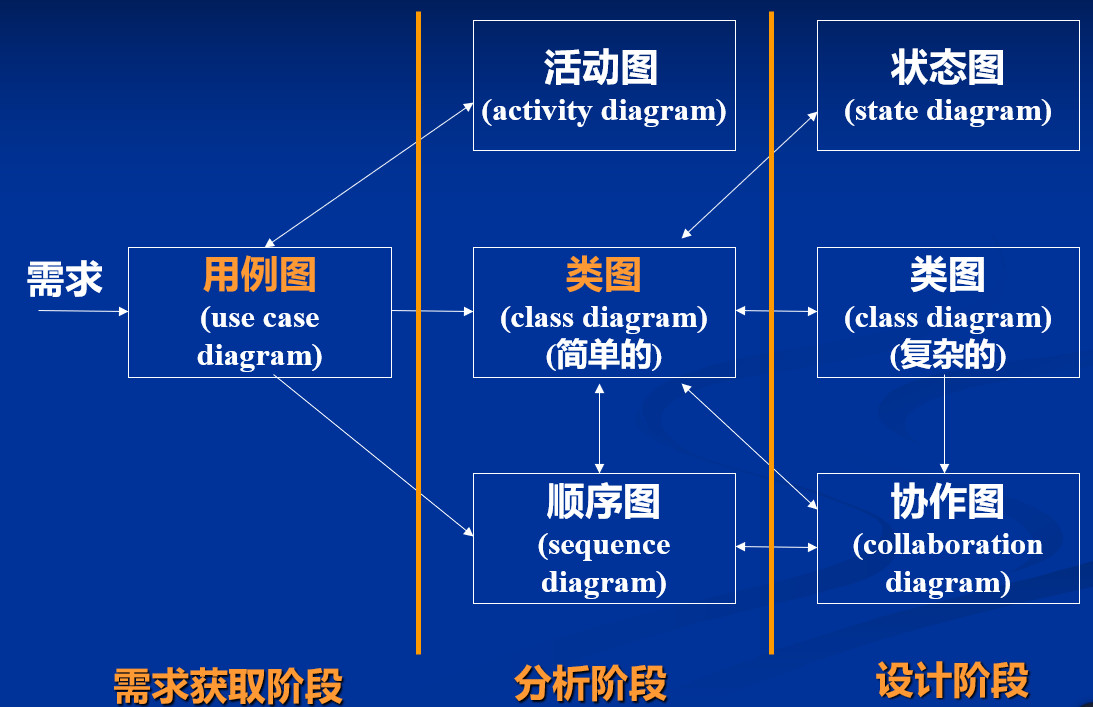 活动图
(activity diagram)
状态图
(state diagram)
需求
用例图
(use case
diagram)
类图
(class diagram)
(简单的)
类图
(class diagram)
(复杂的)
顺序图
(sequence
diagram)
协作图
(collaboration
diagram)
需求获取阶段
分析阶段
设计阶段